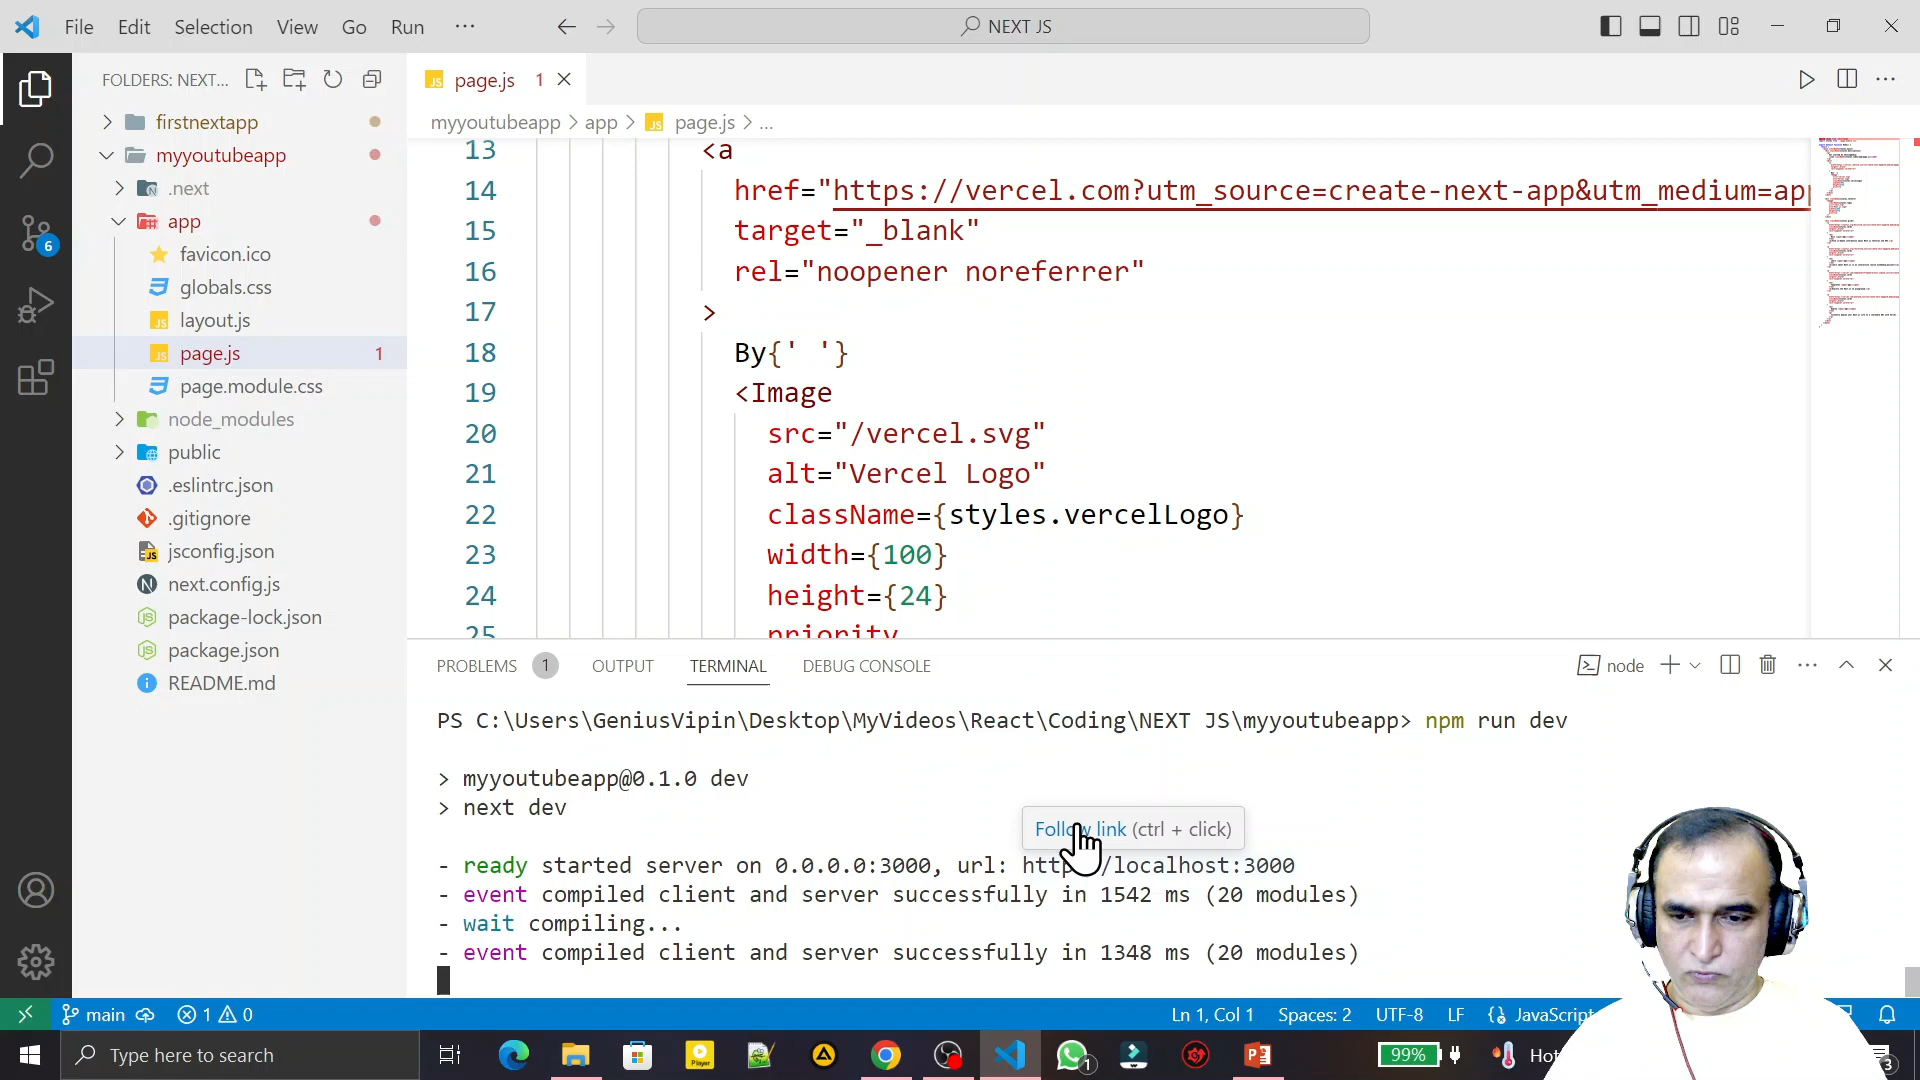 File Edit Selection View Go Run ...
NEXT JS
FOLDERS: NEXT...
page.js 1
myyoutubeapp > app > page.js > ...
firstnextapp
myyoutubeapp
.next
app
favicon.ico
globals.css
layout.js
page.js 1
page.module.css
node_modules
public
.eslintrc.json
.gitignore
jsconfig.json
next.config.js
package-lock.json
package.json
README.md
6
13 <a
14 href="https://vercel.com?utm_source=create-next-app&utm_medium=app
15 target="_blank"
16 rel="noopener noreferrer"
17 >
18 By{' '}
19 <Image
20 src="/vercel.svg"
21 alt="Vercel Logo"
22 className={styles.vercelLogo}
23 width={100}
24 height={24}
25 priority
PROBLEMS 1 OUTPUT TERMINAL DEBUG CONSOLE
node
PS C:\Users\GeniusVipin\Desktop\MyVideos\React\Coding\NEXT JS\myyoutubeapp> npm run dev
> myyoutubeapp@0.1.0 dev
> next dev
Follow link (ctrl + click)
- ready started server on 0.0.0.0:3000, url: http://localhost:3000
- event compiled client and server successfully in 1542 ms (20 modules)
- wait compiling...
- event compiled client and server successfully in 1348 ms (20 modules)
main 1 0
Ln 1, Col 1 Spaces: 2 UTF-8 LF JavaScript
Type here to search
Player
1
99%
Hot
3